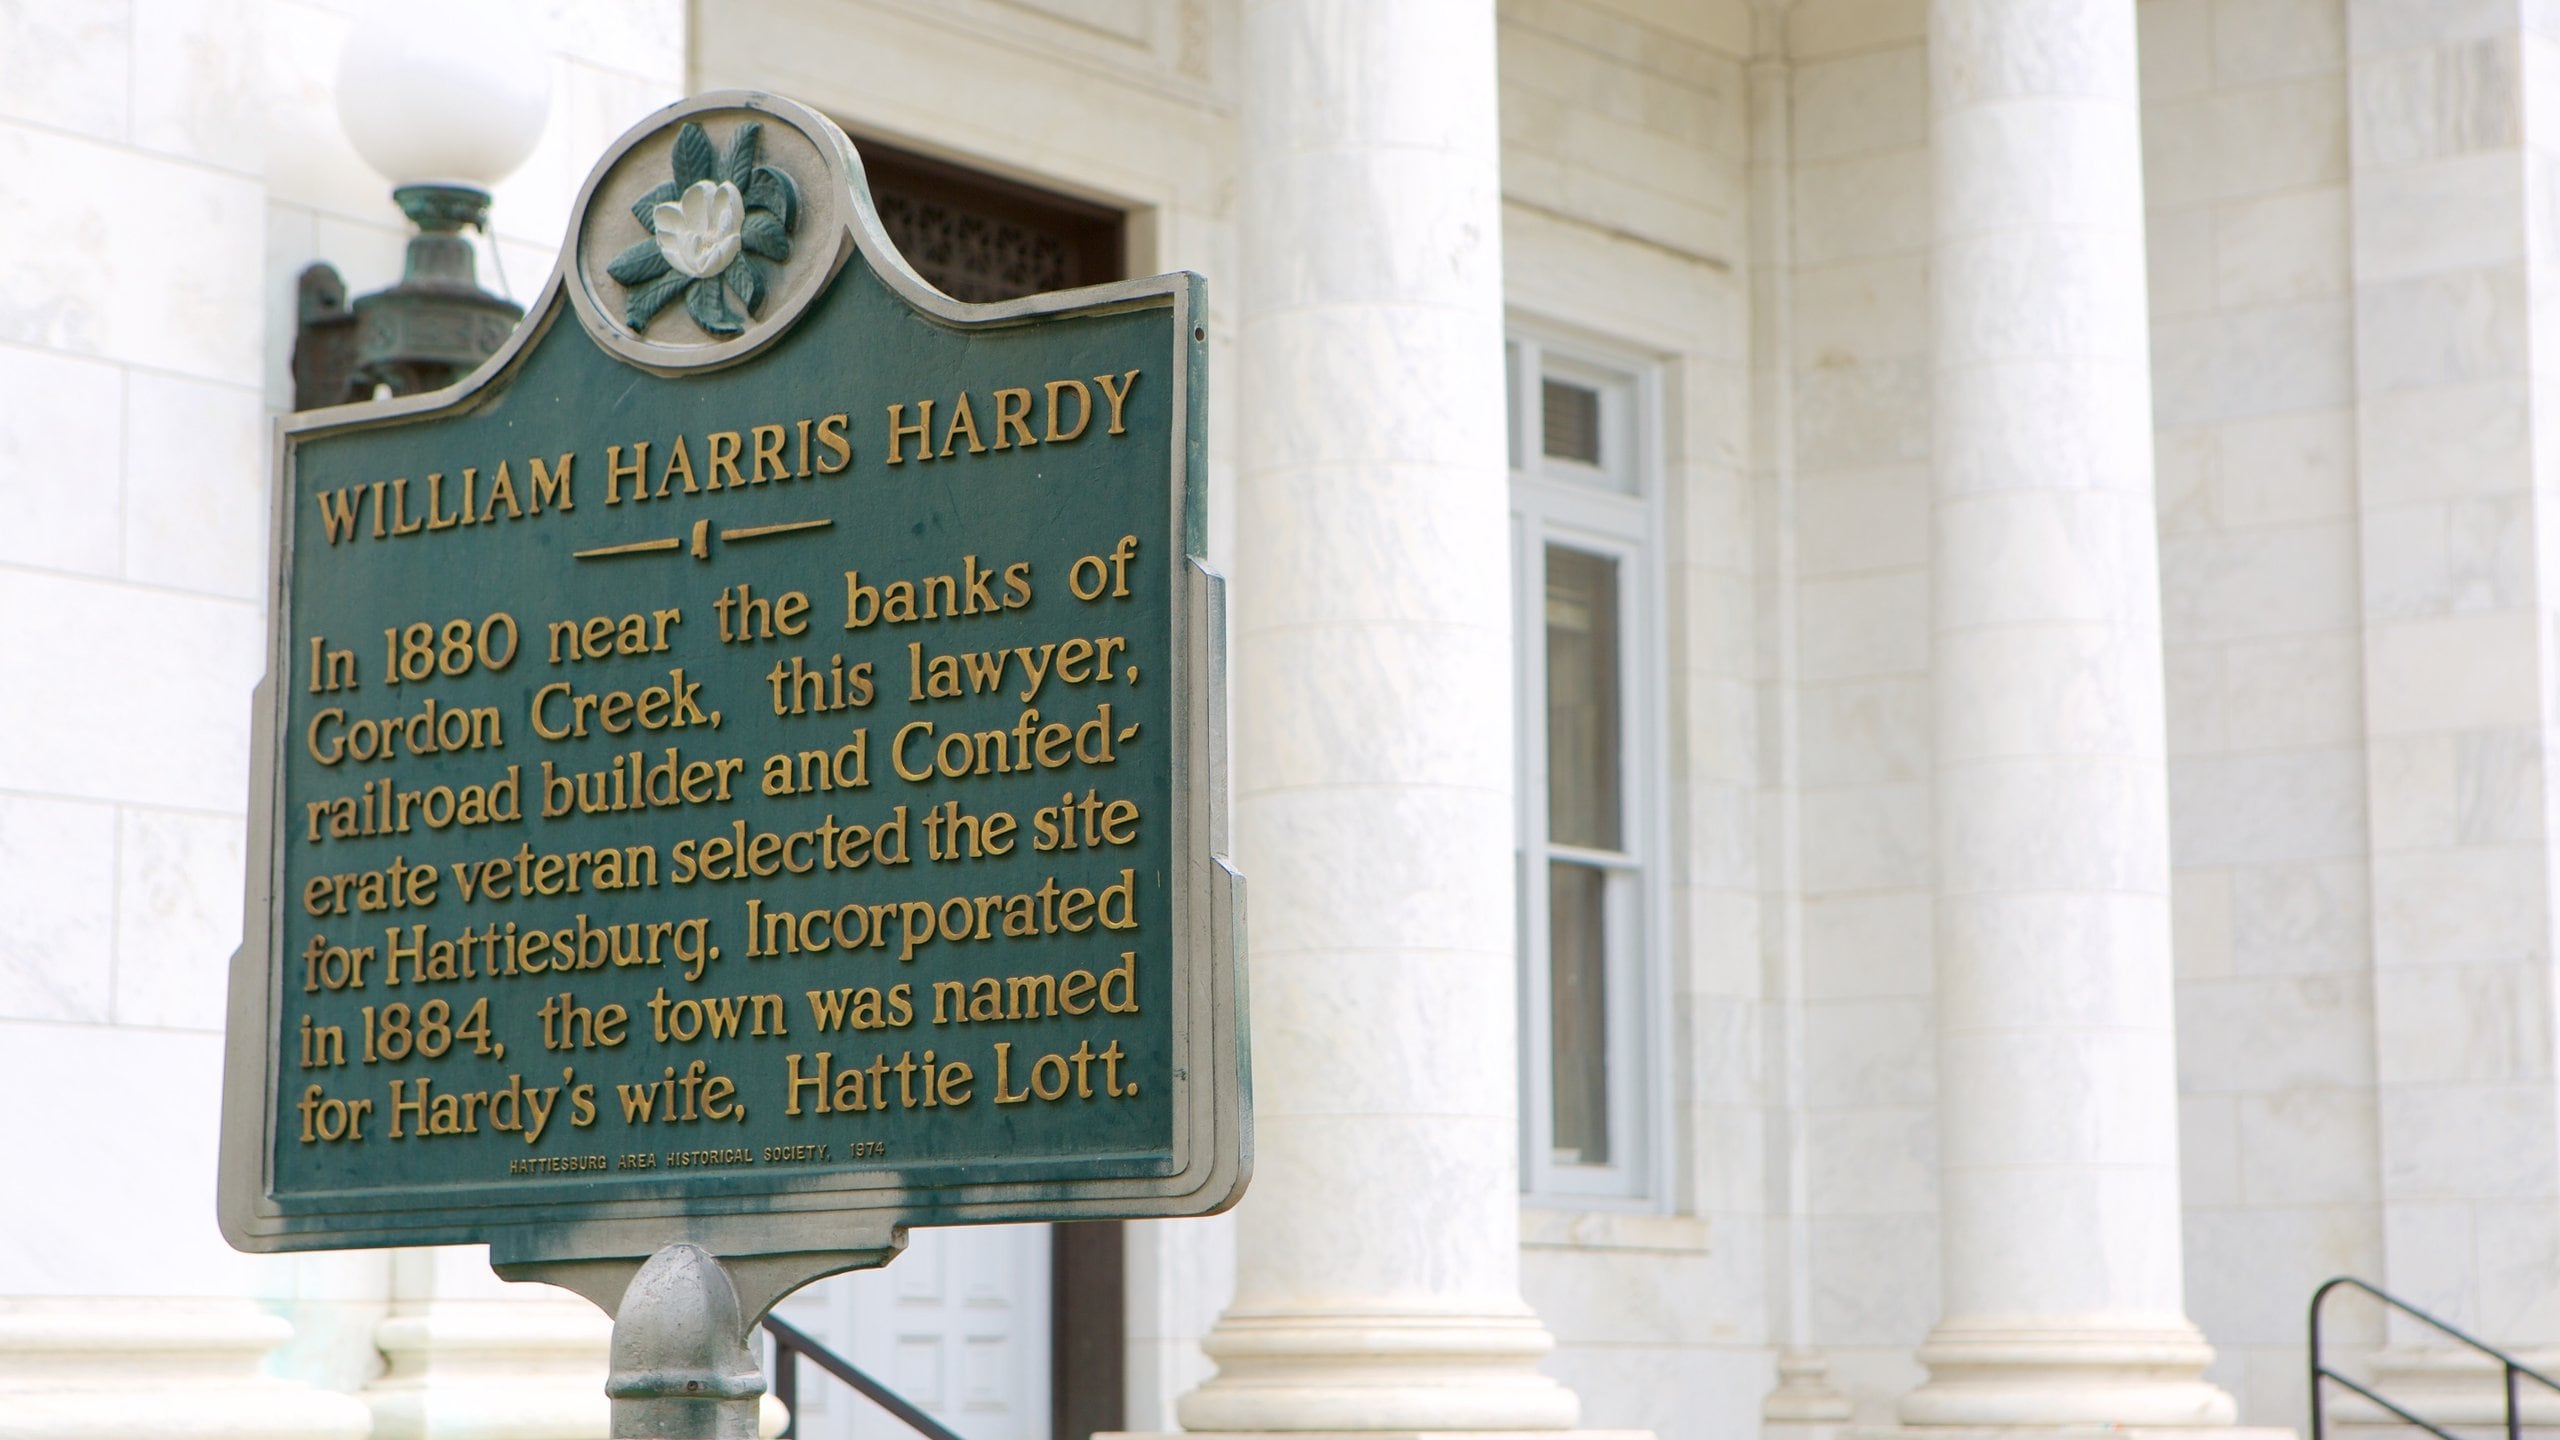 WILLIAM HARRIS HARDY
In 1880 near the banks of
Gordon Creek, this lawyer,
railroad builder and Confed-
erate veteran selected the site
for Hattiesburg. Incorporated
in 1884, the town was named
for Hardy's wife, Hattie Lott.
HATTIESBURG AREA HISTORICAL SOCIETY, 1974